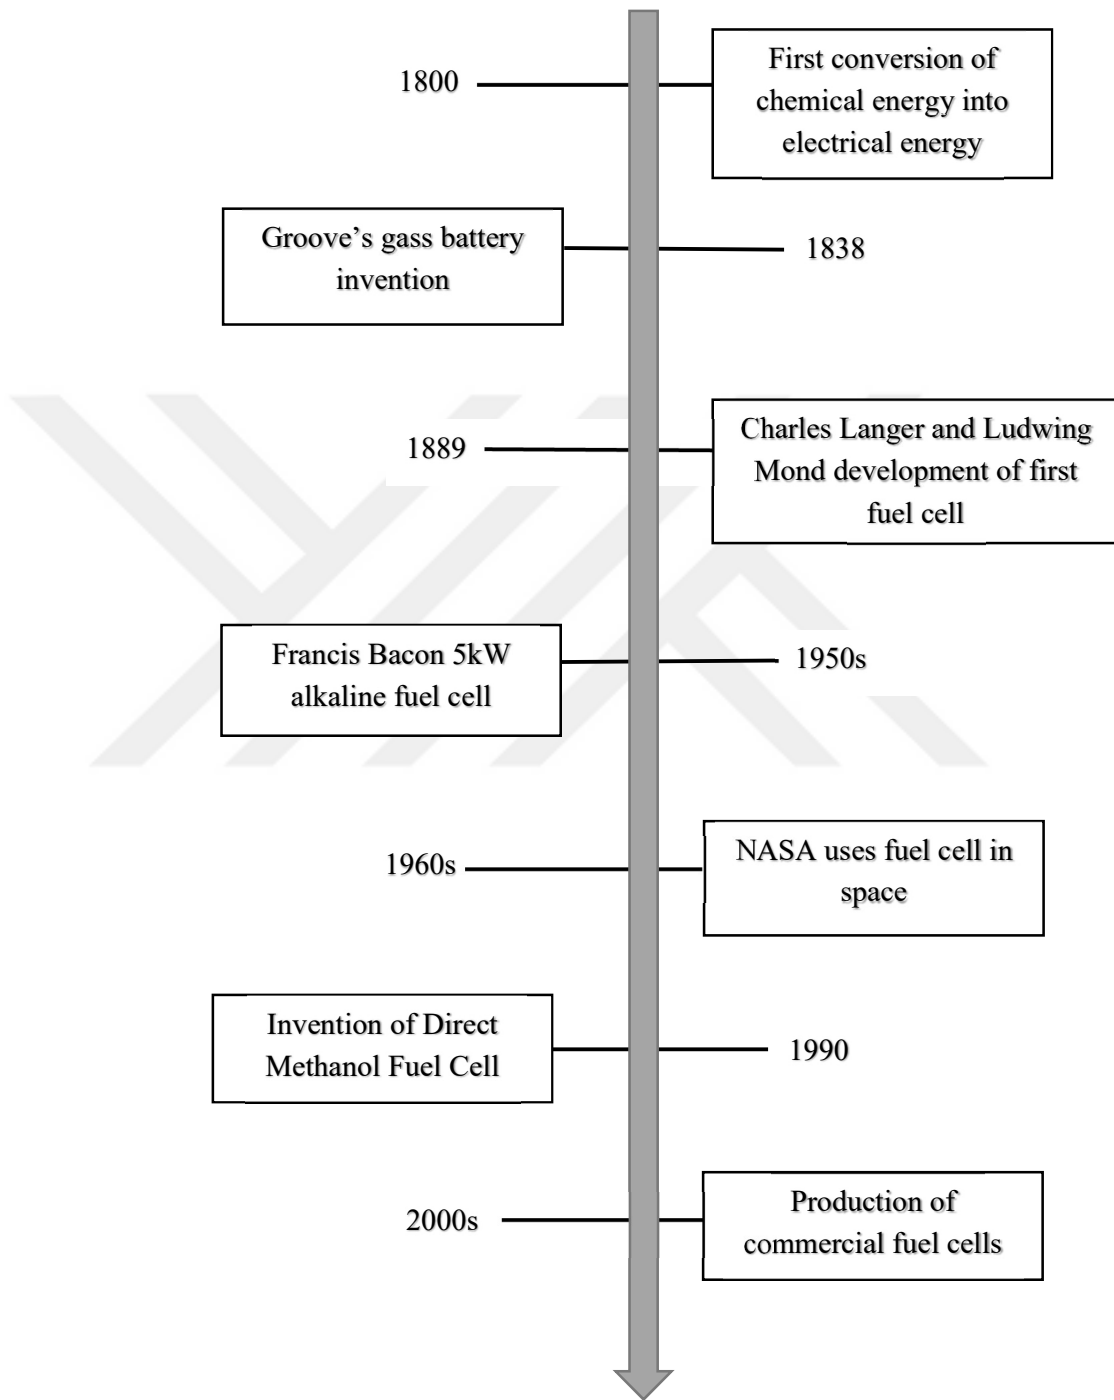 1800
First conversion of
chemical energy into
electrical energy
Groove’s gass battery
invention
1838
1889
Charles Langer and Ludwing
Mond development of first
fuel cell
Francis Bacon 5kW
alkaline fuel cell
1950s
1960s
NASA uses fuel cell in
space
Invention of Direct
Methanol Fuel Cell
1990
2000s
Production of
commercial fuel cells